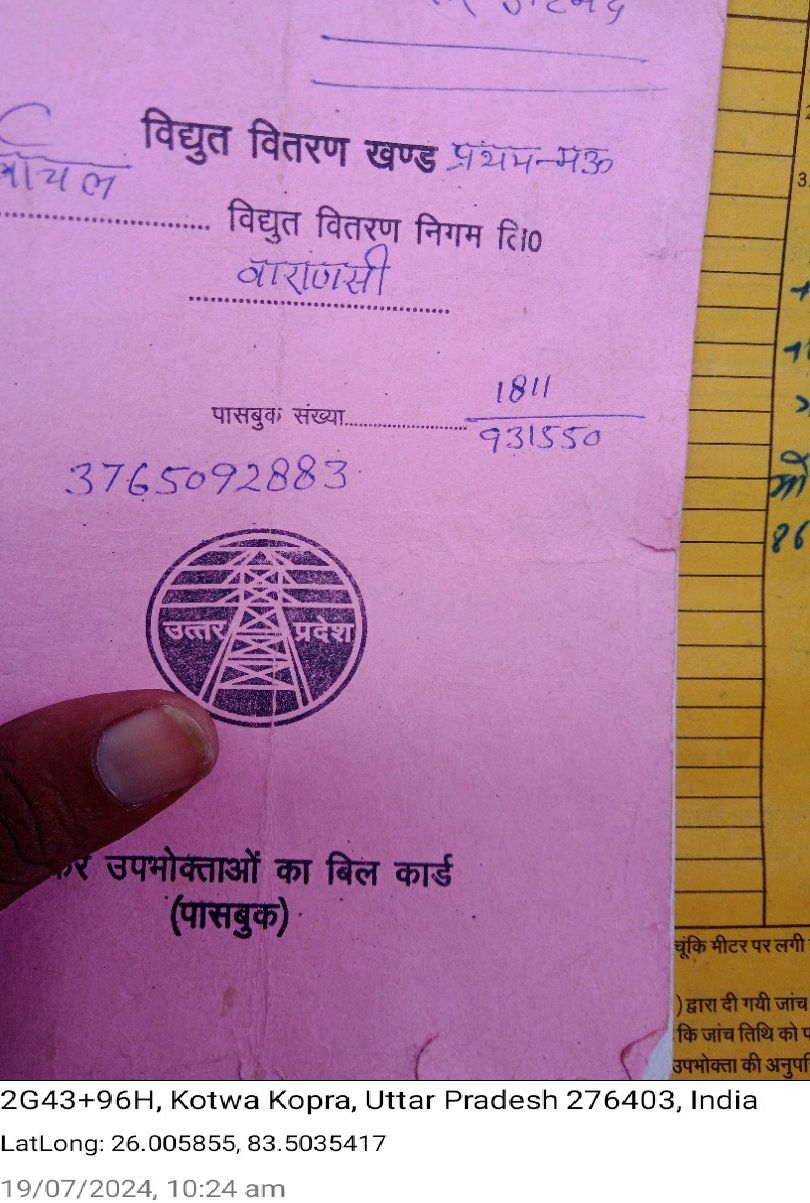 विद्युत वितरण खण्ड प्रथम-मऊ
विद्युत वितरण निगम लि0
वाराणसी
पासबुक संख्या 1811
931550
3765092883
उत्तर प्रदेश
उपभोक्ताओं का बिल कार्ड
(पासबुक)
3.
86
चूंकि मीटर पर लगी
) द्वारा दी गयी जांच
कि जांच तिथि को
उपभोक्ता की
2G43+96H, Kotwa Kopra, Uttar Pradesh 276403, India
LatLong: 26.005855, 83.5035417
19/07/2024, 10:24 am